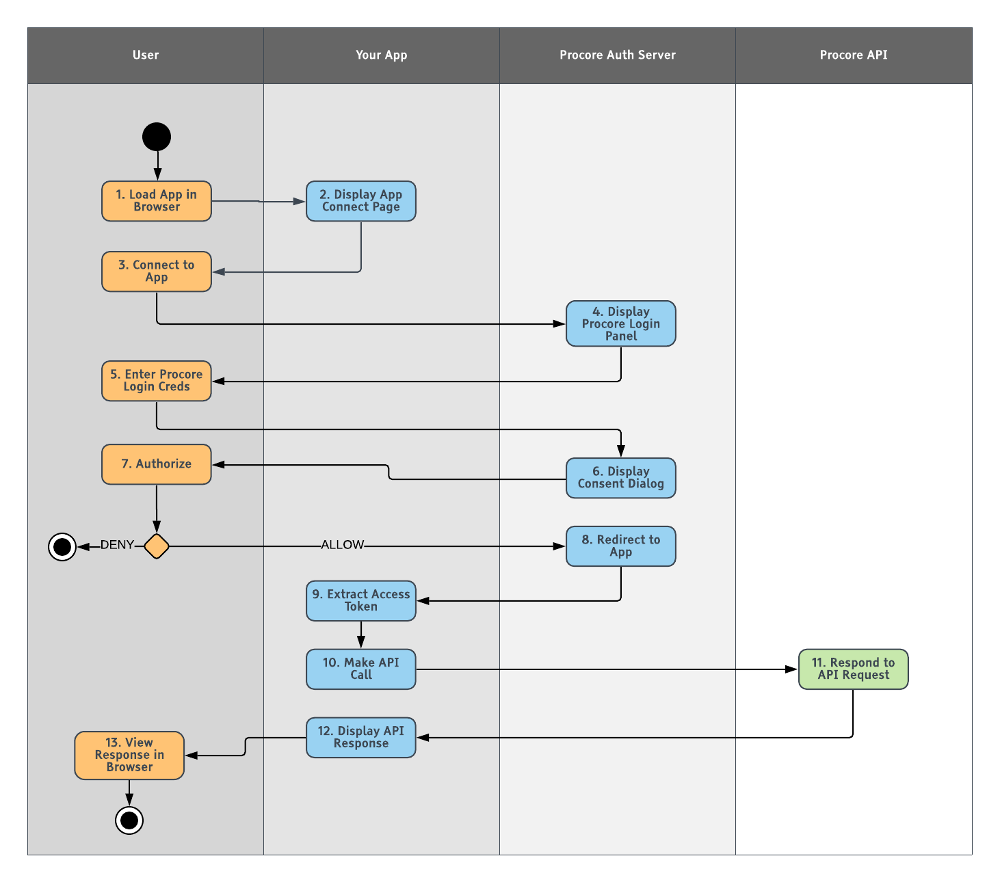 User
Your App
Procore Auth Server
Procore API
1. Load App in
Browser
2. Display App
Connect Page
3. Connect to
App
4. Display
Procore Login
Panel
5. Enter Procore
Login Creds
6. Display
Consent Dialog
7. Authorize
DENY
ALLOW
8. Redirect to
App
9. Extract Access
Token
10. Make API
Call
11. Respond to
API Request
12. Display API
Response
13. View
Response in
Browser